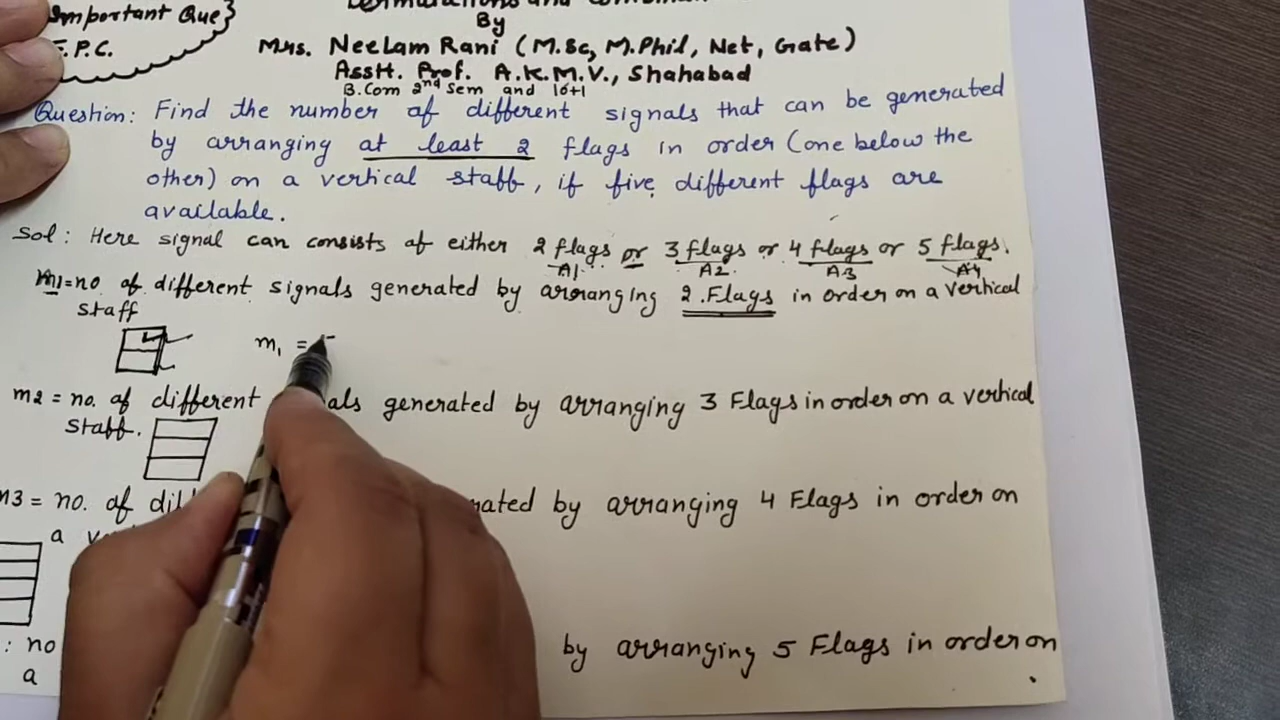 Important Que
F.P.C.
By
Mrs. Neelam Rani (M.Sc, M.Phil, Net, Gate)
Asstt. Prof. A.K.M.V., Shahabad
B.Com 2nd Sem and 10+1
Question: Find the number of different signals that can be generated
by arranging at least 2 flags in order (one below the
other) on a vertical staff, if five different flags are
available.
Sol: Here signal can consists of either 2 flags or 3 flags or 4 flags or 5 flags.
A1 A2 A3 A4
m1=no of different signals generated by arranging 2 Flags in order on a vertical
staff
m1 =
m2 = no. of different als generated by arranging 3 Flags in order on a vertical
staff.
m3 = no. of rated by arranging 4 Flags in order on
a
: no by arranging 5 Flags in order on
a